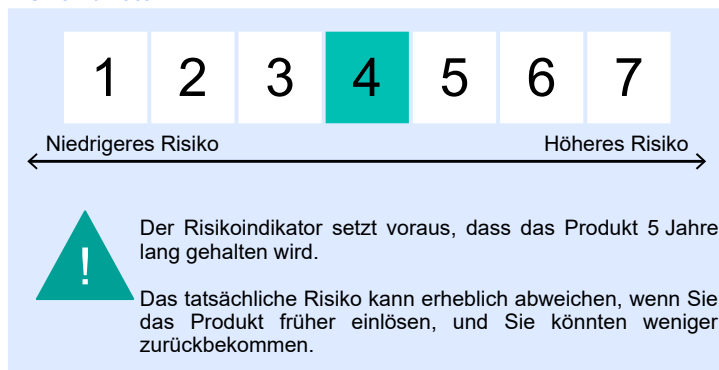 1 2 3 4 5 6 7
Niedrigeres Risiko Höheres Risiko
!
Der Risikoindikator setzt voraus, dass das Produkt 5 Jahre
lang gehalten wird.
Das tatsächliche Risiko kann erheblich abweichen, wenn Sie
das Produkt früher einlösen, und Sie könnten weniger
zurückbekommen.